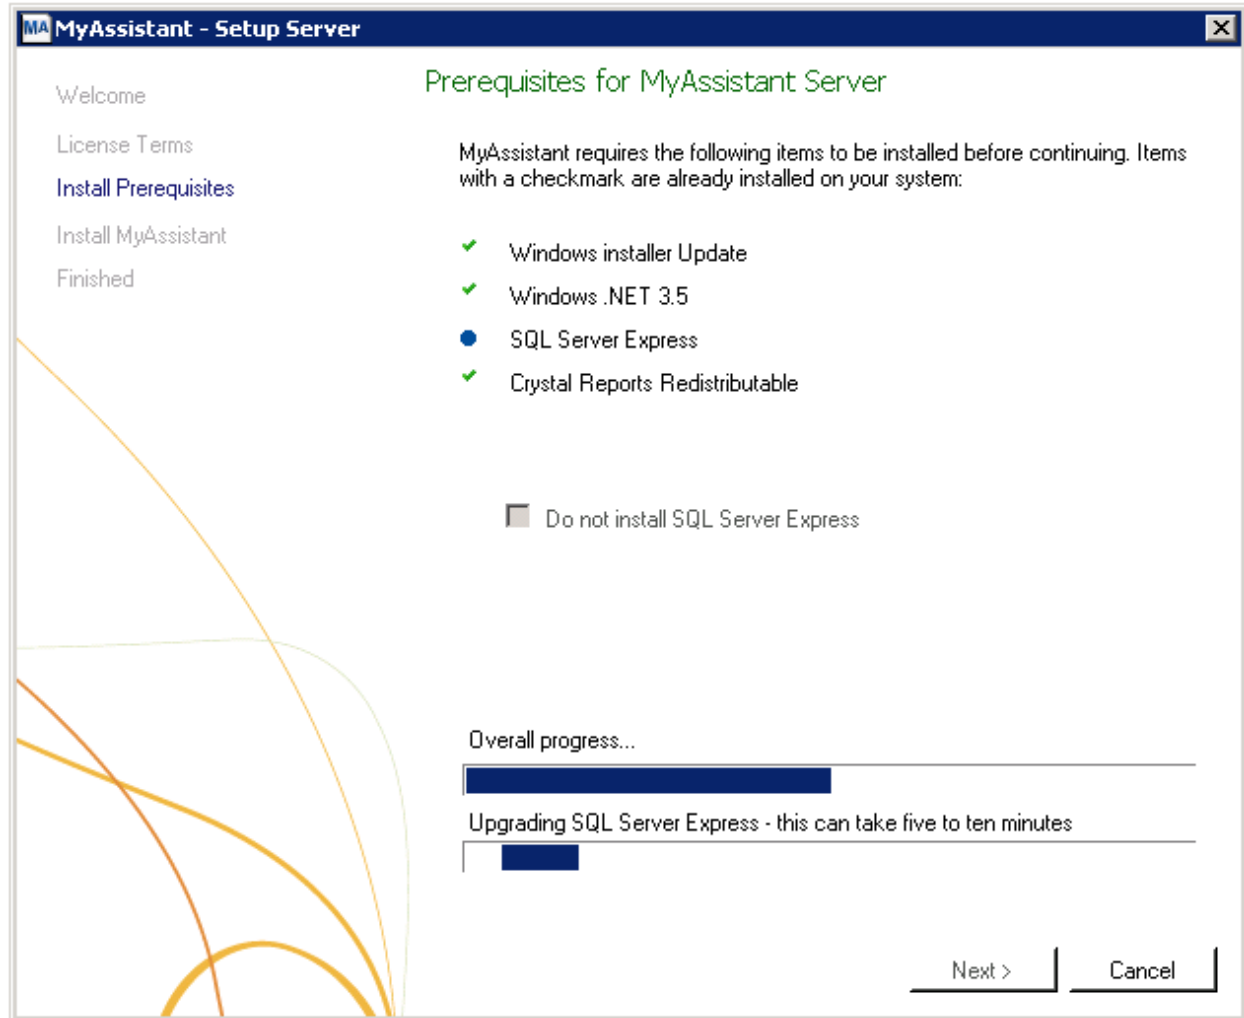 MA MyAssistant - Setup Server
Welcome
License Terms
Install Prerequisites
Install MyAssistant
Finished
Prerequisites for MyAssistant Server
MyAssistant requires the following items to be installed before continuing. Items
with a checkmark are already installed on your system:
Windows installer Update
Windows .NET 3.5
SQL Server Express
Crystal Reports Redistributable
Do not install SQL Server Express
Overall progress...
Upgrading SQL Server Express - this can take five to ten minutes
Next >
Cancel